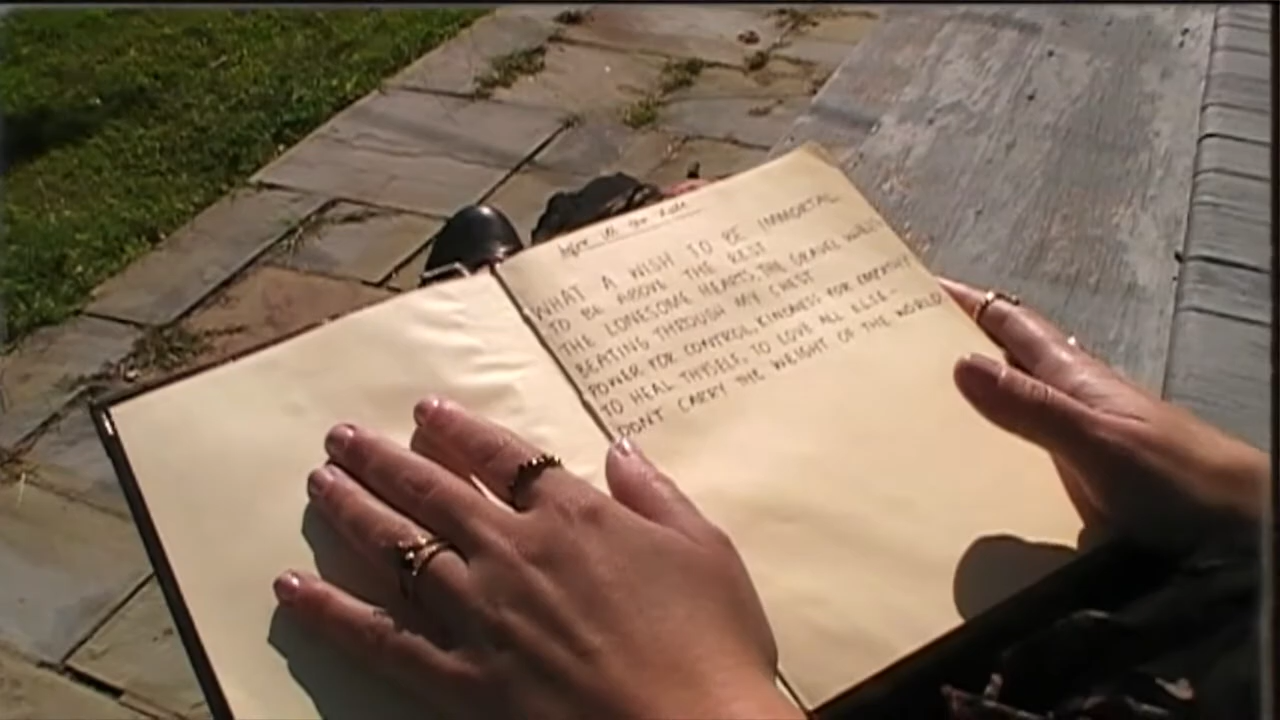 WHAT A WISH TO BE IMMORTAL
TO BE ABOVE THE REST
THE LONESOME HEARTS, THE GRAVEL
BEATING THROUGH MY CHEST
POWER FOR CONTROL, KINDNESS FOR EMPATHY
TO HEAL THYSELF, TO LOVE ALL ELSE-
DON'T CARRY THE WEIGHT OF THE WORLD